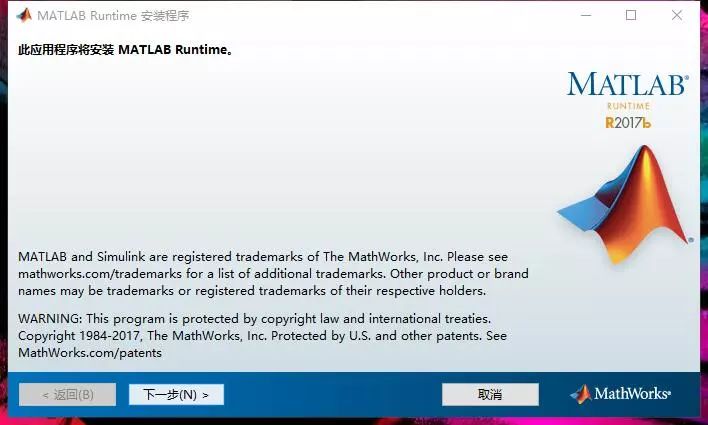 MATLAB Runtime 安装程序
此应用程序将安装 MATLAB Runtime。
MATLAB®
RUNTIME
R2017b
®
MATLAB and Simulink are registered trademarks of The MathWorks, Inc. Please see
mathworks.com/trademarks for a list of additional trademarks. Other product or brand
names may be trademarks or registered trademarks of their respective holders.
WARNING: This program is protected by copyright law and international treaties.
Copyright 1984-2017, The MathWorks, Inc. Protected by U.S. and other patents. See
MathWorks.com/patents
< 返回(B)
下一步(N) >
取消
MathWorks®